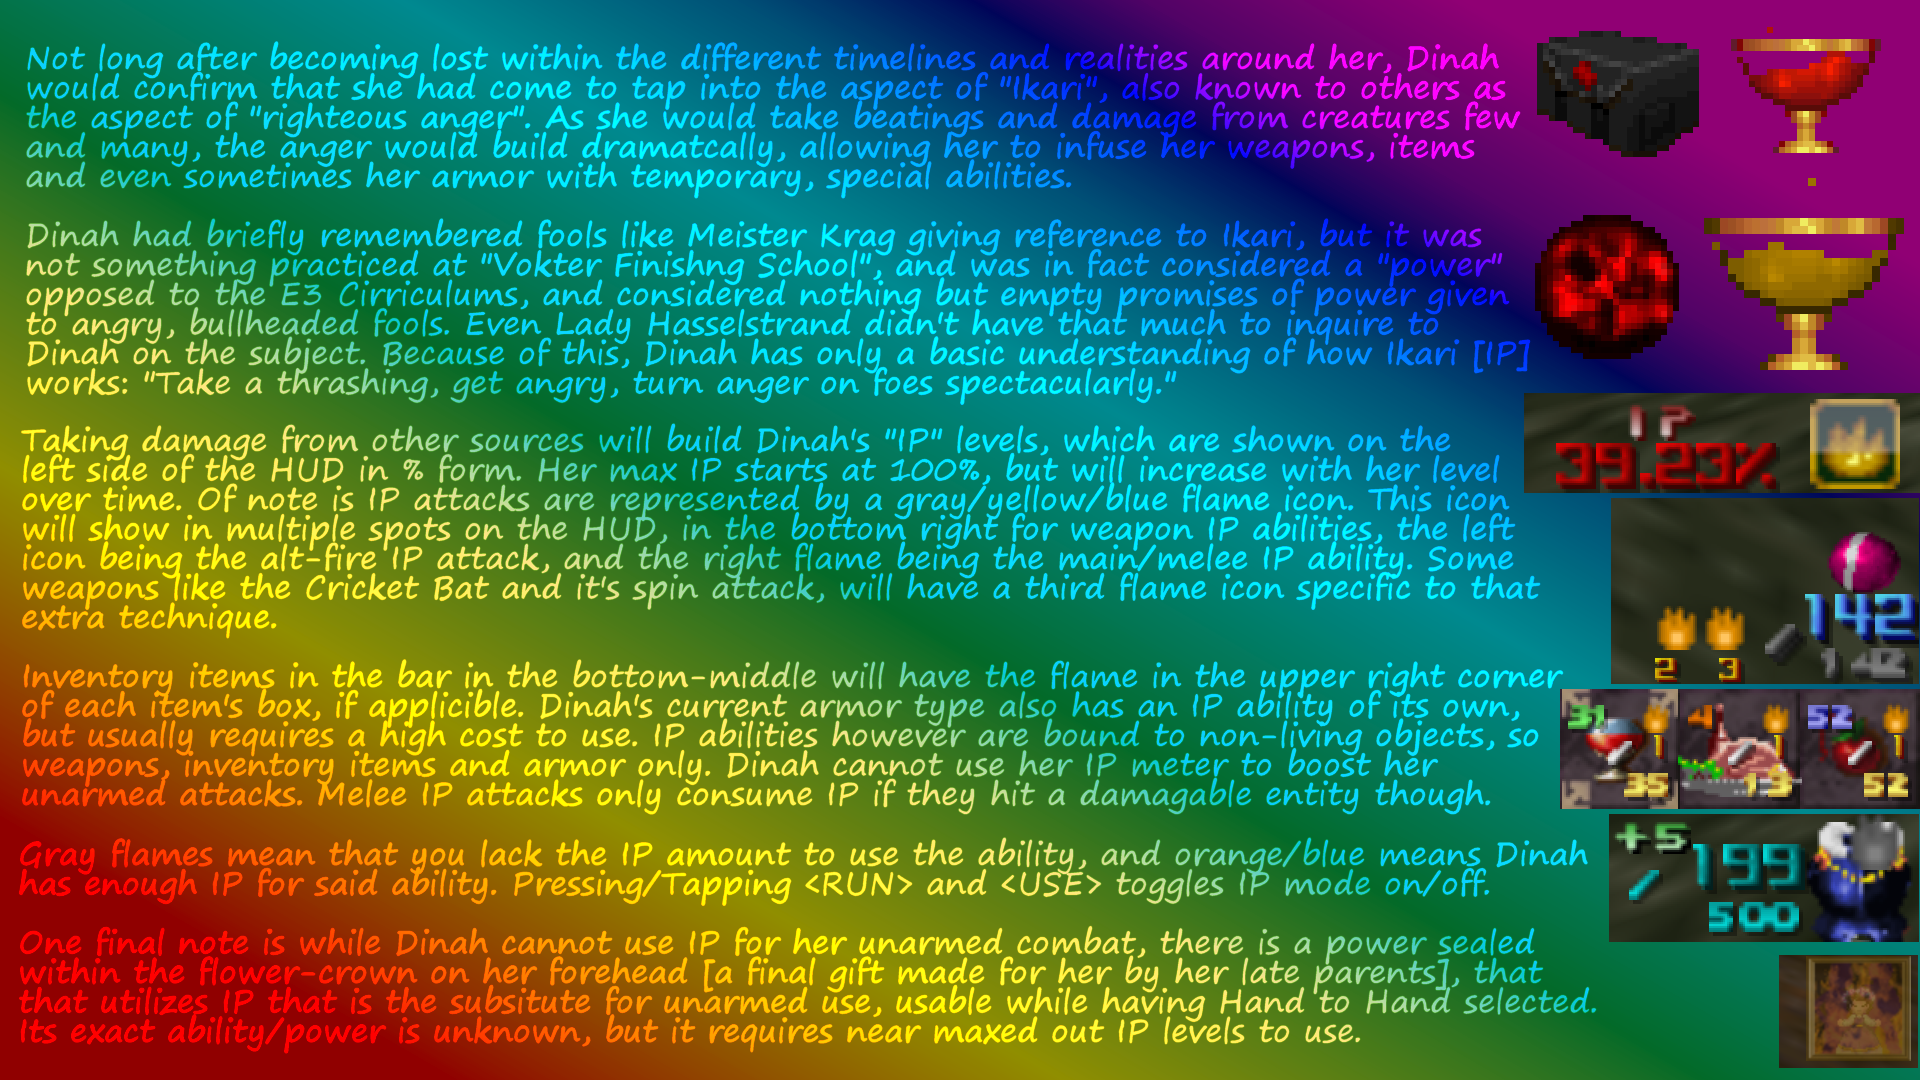 Not long after becoming lost within the different timelines and realities around her, Dinah
would confirm that she had come to tap into the aspect of "Ikari", also known to others as
the aspect of "righteous anger". As she would take beatings and damage from creatures few
and many, the anger would build dramatcally, allowing her to infuse her weapons, items
and even sometimes her armor with temporary, special abilities.
Dinah had briefly remembered fools like Meister Krag giving reference to Ikari, but it was
not something practiced at "Vokter Finishng School", and was in fact considered a "power"
opposed to the E3 Cirriculums, and considered nothing but empty promises of power given
to angry, bullheaded fools. Even Lady Hasselstrand didn't have that much to inquire to
Dinah on the subject. Because of this, Dinah has only a basic understanding of how Ikari [IP]
works: "Take a thrashing, get angry, turn anger on foes spectacularly."
Taking damage from other sources will build Dinah's "IP" levels, which are shown on the
left side of the HUD in % form. Her max IP starts at 100%, but will increase with her level
over time. Of note is IP attacks are represented by a gray/yellow/blue flame icon. This icon
will show in multiple spots on the HUD, in the bottom right for weapon IP abilities, the left
icon being the alt-fire IP attack, and the right flame being the main/melee IP ability. Some
weapons like the Cricket Bat and it's spin attack, will have a third flame icon specific to that
extra technique.
Inventory items in the bar in the bottom-middle will have the flame in the upper right corner
of each item's box, if applicible. Dinah's current armor type also has an IP ability of its own,
but usually requires a high cost to use. IP abilities however are bound to non-living objects, so
weapons, inventory items and armor only. Dinah cannot use her IP meter to boost her
unarmed attacks. Melee IP attacks only consume IP if they hit a damagable entity though.
Gray flames mean that you lack the IP amount to use the ability, and orange/blue means Dinah
has enough IP for said ability. Pressing/Tapping <RUN> and <USE> toggles IP mode on/off.
One final note is while Dinah cannot use IP for her unarmed combat, there is a power sealed
within the flower-crown on her forehead [a final gift made for her by her late parents], that
that utilizes IP that is the subsitute for unarmed use, usable while having Hand to Hand selected.
Its exact ability/power is unknown, but it requires near maxed out IP levels to use.
IP
39.23%
142
2 3 142
31 1 4 1 52 1
35 13 52
+5 199
500